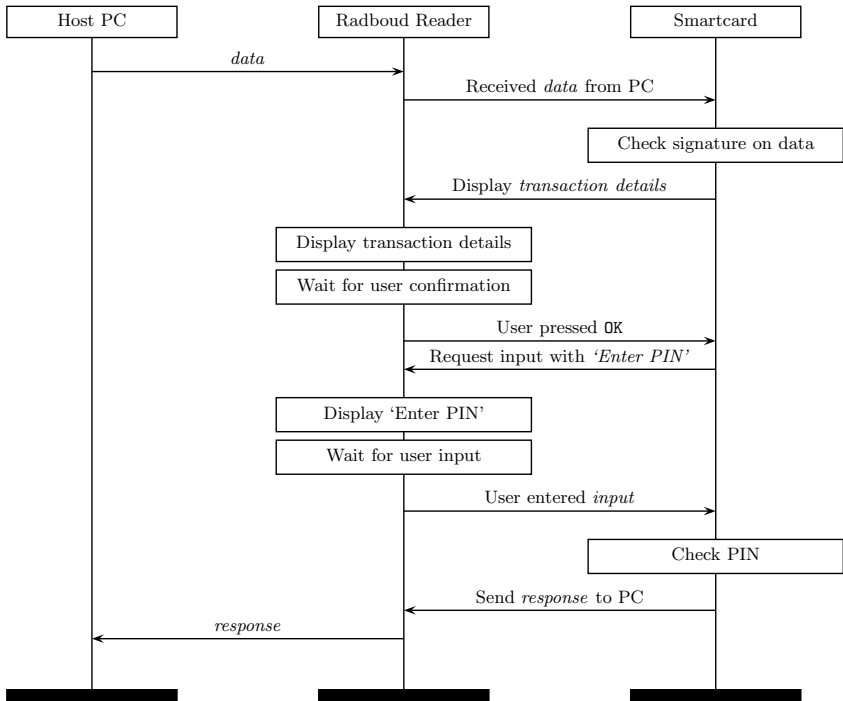 Host PC
Radboud Reader
Smartcard
data
Received data from PC
Check signature on data
Display transaction details
Display transaction details
Wait for user confirmation
User pressed OK
Request input with ‘Enter PIN’
Display ‘Enter PIN’
Wait for user input
User entered input
Check PIN
Send response to PC
response